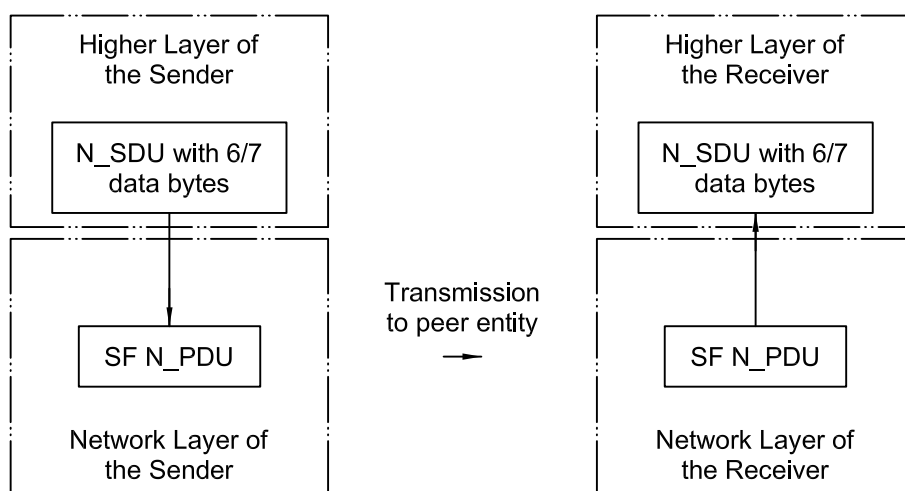 Higher Layer of
the Sender
N_SDU with 6/7
data bytes
SF N_PDU
Network Layer of
the Sender
Transmission
to peer entity
Higher Layer of
the Receiver
N_SDU with 6/7
data bytes
SF N_PDU
Network Layer of
the Receiver